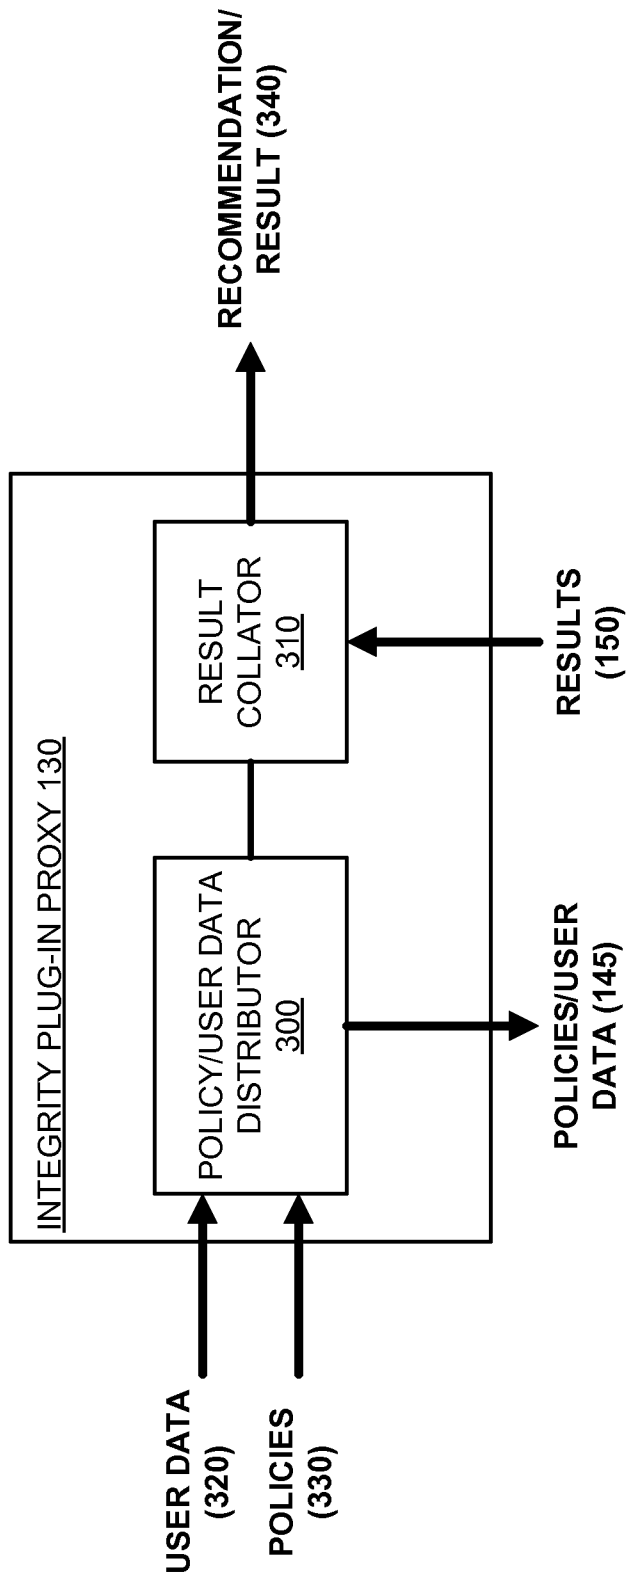 INTEGRITY PLUG-IN PROXY 130
USER DATA
(320)
POLICIES
(330)
POLICY/USER DATA
DISTRIBUTOR
300
RESULT
COLLATOR
310
RECOMMENDATION/
RESULT (340)
POLICIES/USER
DATA (145)
RESULTS
(150)